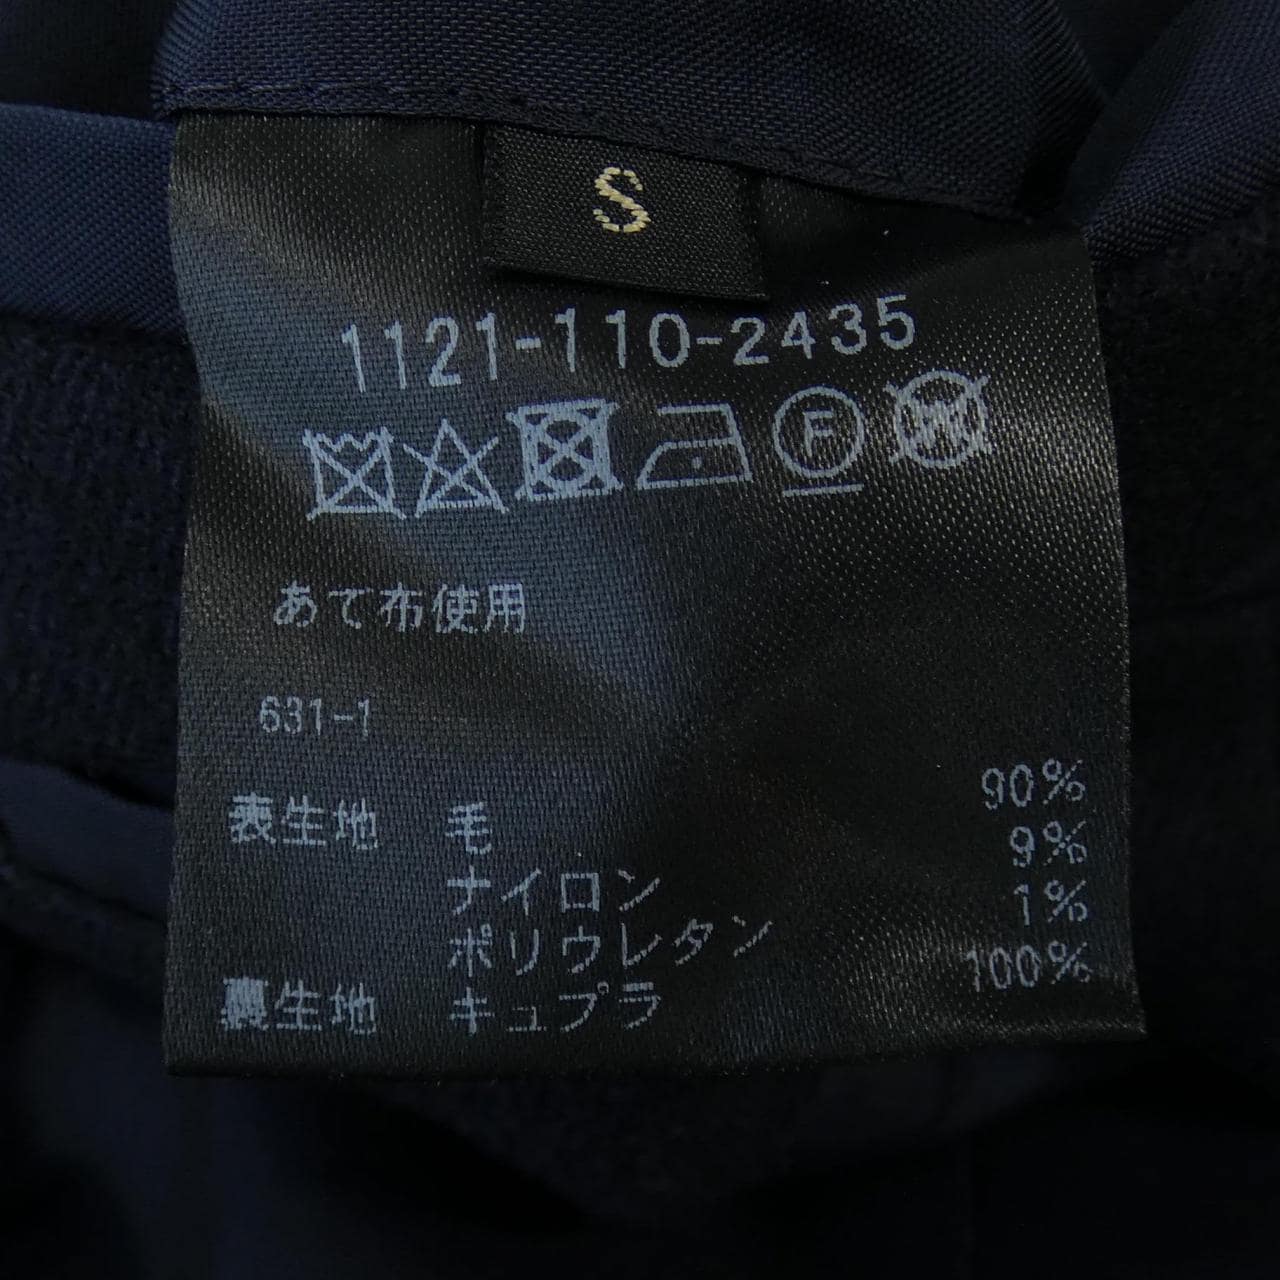 S
1121-110-2435
F
W
あて布使用
631-1
表生地 毛 90%
ナイロン 9%
ポリウレタン 1%
裏生地 キュプラ 100%